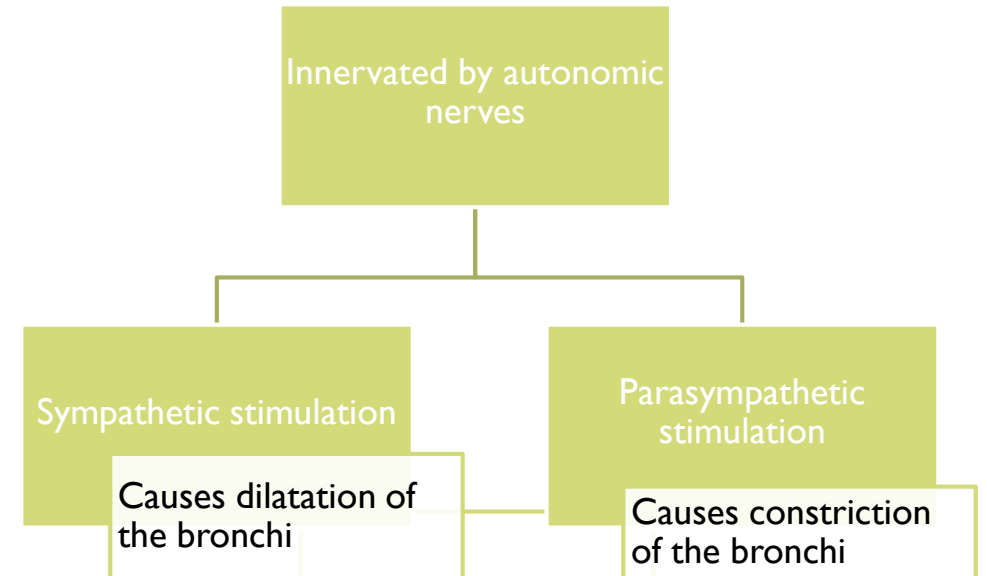 Innervated by autonomic
nerves
Sympathetic stimulation
Causes dilatation of
the bronchi
Parasympathetic
stimulation
Causes constriction
of the bronchi